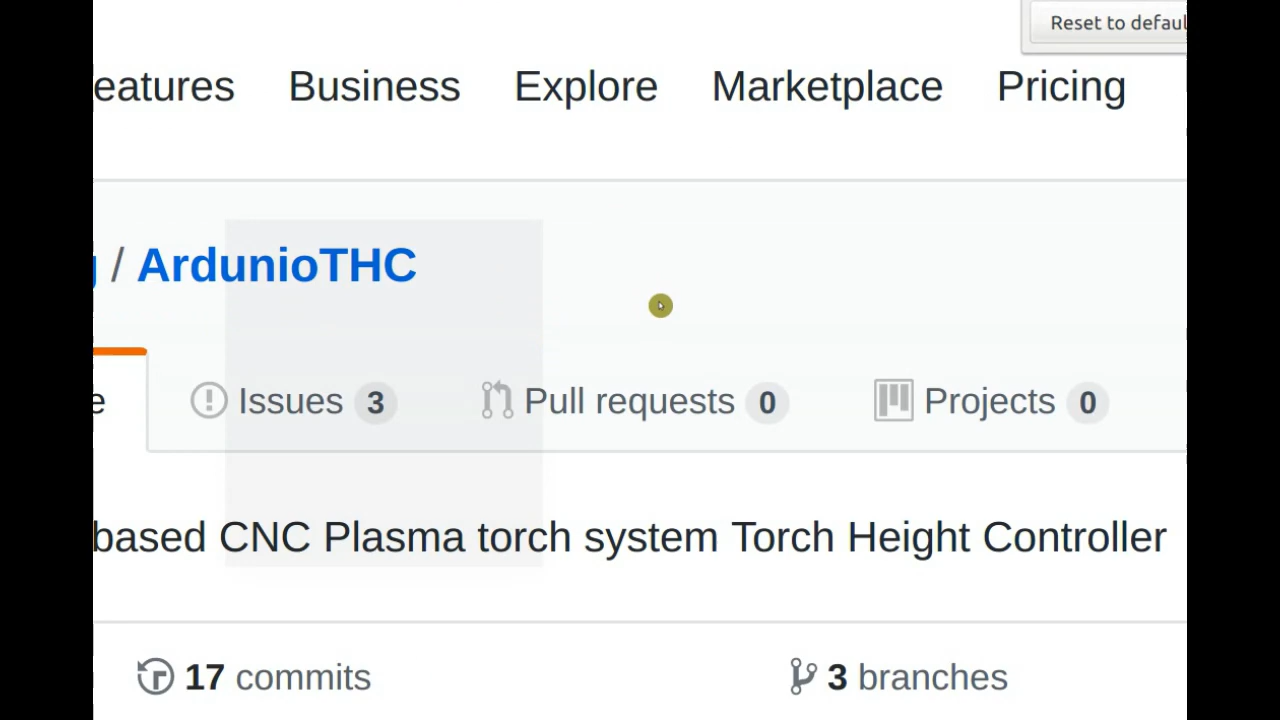 Reset to defaul
eatures Business Explore Marketplace Pricing
/ ArdunioTHC
e Issues 3 Pull requests 0 Projects 0
based CNC Plasma torch system Torch Height Controller
17 commits 3 branches